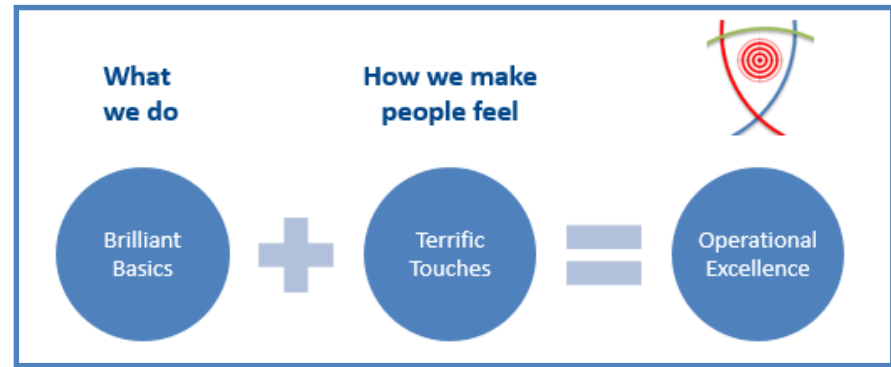 What
we do
How we make
people feel
Brilliant
Basics
Terrific
Touches
Operational
Excellence